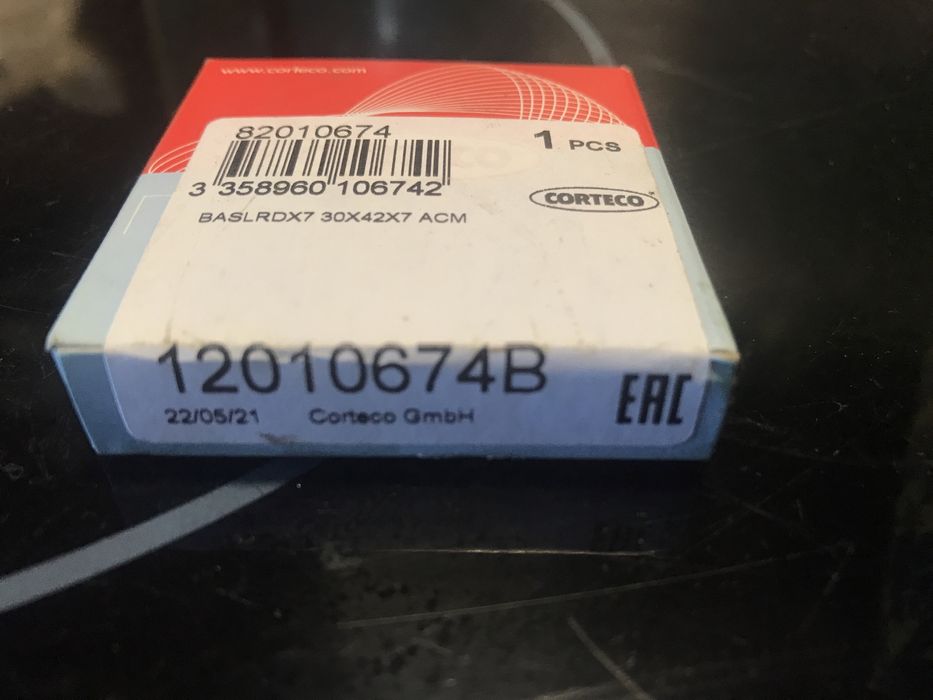 www.corteco.com
82010674
1 PCS
3 358960 106742
CORTECO
BASLRDX7 30X42X7 ACM
12010674B
22/05/21 Corteco GmbH
EAC